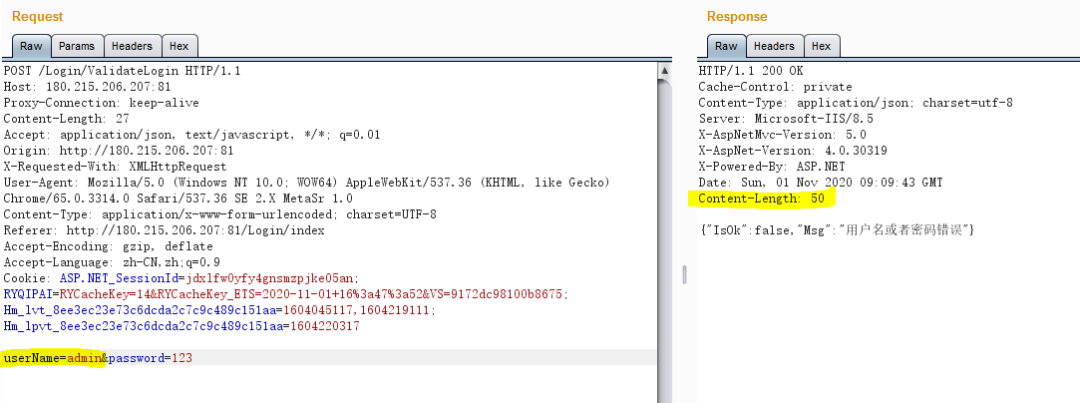 Request
Raw Params Headers Hex
POST /Login/ValidateLogin HTTP/1.1
Host: 180.215.206.207:81
Proxy-Connection: keep-alive
Content-Length: 27
Accept: application/json, text/javascript, */*; q=0.01
Origin: http://180.215.206.207:81
X-Requested-With: XMLHttpRequest
User-Agent: Mozilla/5.0 (Windows NT 10.0; WOW64) AppleWebKit/537.36 (KHTML, like Gecko)
Chrome/65.0.3314.0 Safari/537.36 SE 2.X MetaSr 1.0
Content-Type: application/x-www-form-urlencoded; charset=UTF-8
Referer: http://180.215.206.207:81/Login/index
Accept-Encoding: gzip, deflate
Accept-Language: zh-CN,zh;q=0.9
Cookie: ASP.NET_SessionId=jdxlfw0yfy4gnsmzpjke05an;
RYQIPAI=RYCacheKey=14&RYCacheKey_ETS=2020-11-01+16%3a47%3a52&VS=9172dc98100b8675;
Hm_lvt_8ee3ec23e73c6dcda2c7c9c489c151aa=1604045117,1604219111;
Hm_lpvt_8ee3ec23e73c6dcda2c7c9c489c151aa=1604220317
userName=admin&password=123
Response
Raw Headers Hex
HTTP/1.1 200 OK
Cache-Control: private
Content-Type: application/json; charset=utf-8
Server: Microsoft-IIS/8.5
X-AspNetMvc-Version: 5.0
X-AspNet-Version: 4.0.30319
X-Powered-By: ASP.NET
Date: Sun, 01 Nov 2020 09:09:43 GMT
Content-Length: 50
{"IsOk":false,"Msg":"用户名或者密码错误"}